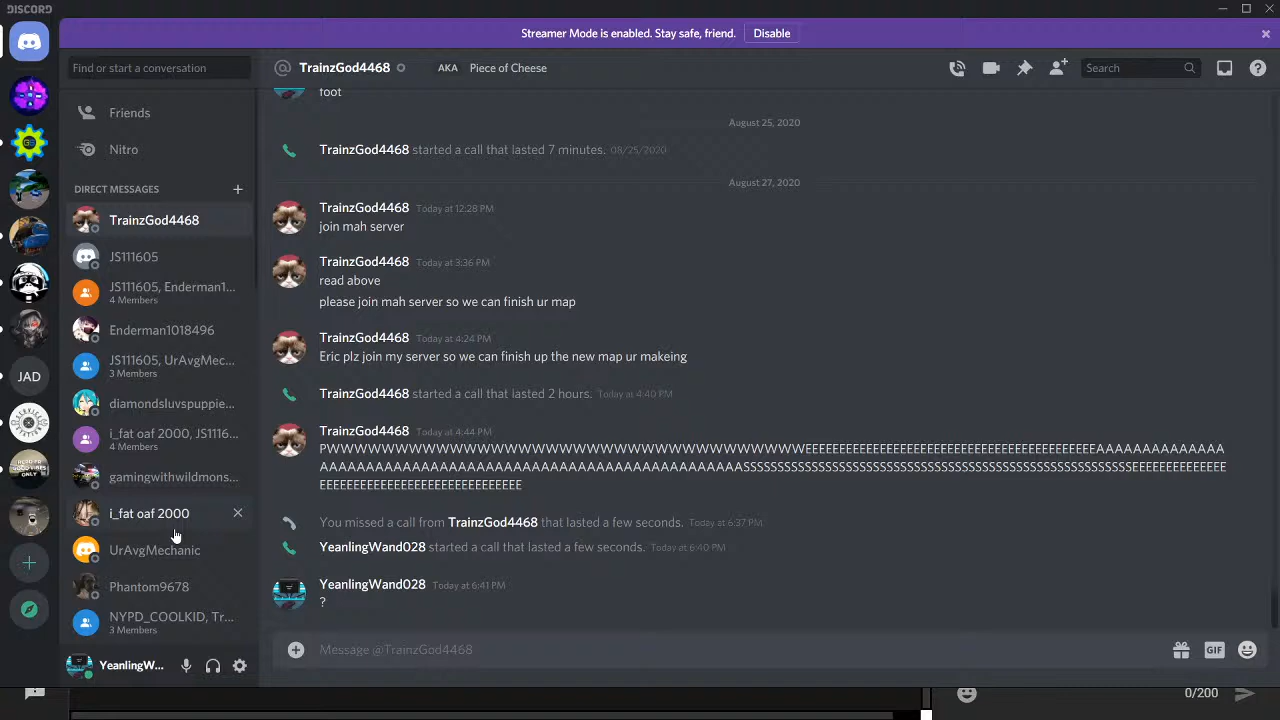 DISCORD
Streamer Mode is enabled. Stay safe, friend. Disable
Find or start a conversation
@ TrainzGod4468 AKA Piece of Cheese
Search
Friends
Nitro
DIRECT MESSAGES
TrainzGod4468
JS111605
JS111605, Enderman1...
4 Members
Enderman1018496
JS111605, UrAvgMec...
3 Members
diamondsluvspuppie...
i_fat oaf 2000, JS1116...
4 Members
gamingwithwildmons...
i_fat oaf 2000
UrAvgMechanic
Phantom9678
NYPD_COOLKID, Tr...
3 Members
YeanlingW...
JAD
toot
August 25, 2020
TrainzGod4468 started a call that lasted 7 minutes. 08/25/2020
August 27, 2020
TrainzGod4468 Today at 12:28 PM
join mah server
TrainzGod4468 Today at 3:36 PM
read above
please join mah server so we can finish ur map
TrainzGod4468 Today at 4:24 PM
Eric plz join my server so we can finish up the new map ur makeing
TrainzGod4468 started a call that lasted 2 hours. Today at 4:40 PM
TrainzGod4468 Today at 4:44 PM
You missed a call from TrainzGod4468 that lasted a few seconds. Today at 6:37 PM
YeanlingWand028 started a call that lasted a few seconds. Today at 6:40 PM
YeanlingWand028 Today at 6:41 PM
?
Message @TrainzGod4468
GIF
0/200